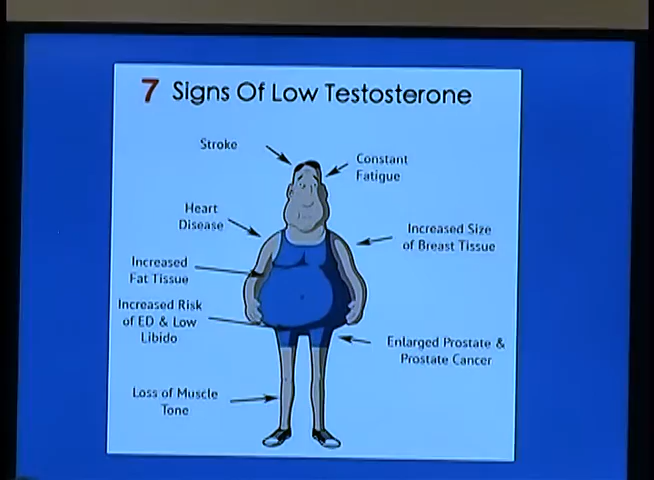 7 Signs Of Low Testosterone
Stroke
Constant
Fatigue
Heart
Disease
Increased Size
of Breast Tissue
Increased
Fat Tissue
Increased Risk
of ED & Low
Libido
Enlarged Prostate &
Prostate Cancer
Loss of Muscle
Tone